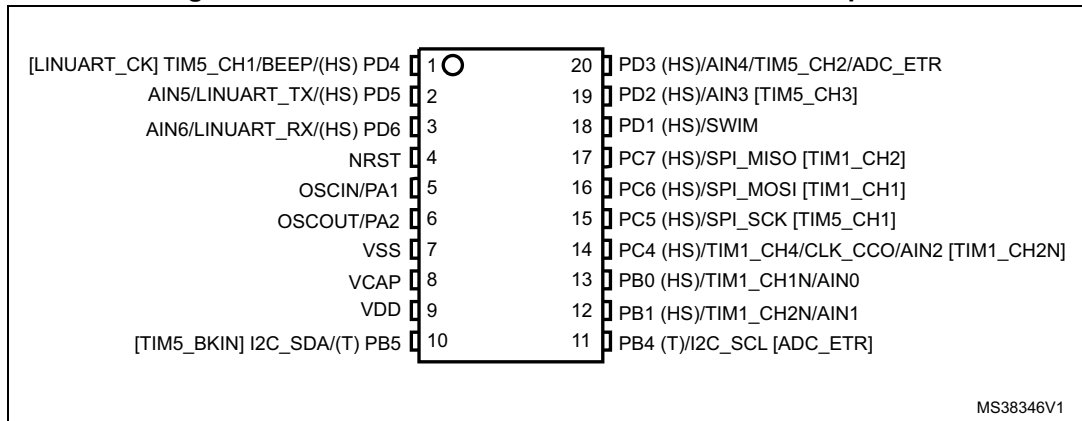 [LINUART_CK] TIM5_CH1/BEEP/(HS) PD4 1 20 PD3 (HS)/AIN4/TIM5_CH2/ADC_ETR
AIN5/LINUART_TX/(HS) PD5 2 19 PD2 (HS)/AIN3 [TIM5_CH3]
AIN6/LINUART_RX/(HS) PD6 3 18 PD1 (HS)/SWIM
NRST 4 17 PC7 (HS)/SPI_MISO [TIM1_CH2]
OSCIN/PA1 5 16 PC6 (HS)/SPI_MOSI [TIM1_CH1]
OSCOUT/PA2 6 15 PC5 (HS)/SPI_SCK [TIM5_CH1]
VSS 7 14 PC4 (HS)/TIM1_CH4/CLK_CCO/AIN2 [TIM1_CH2N]
VCAP 8 13 PB0 (HS)/TIM1_CH1N/AIN0
VDD 9 12 PB1 (HS)/TIM1_CH2N/AIN1
[TIM5_BKIN] I2C_SDA/(T) PB5 10 11 PB4 (T)/I2C_SCL [ADC_ETR]
MS38346V1